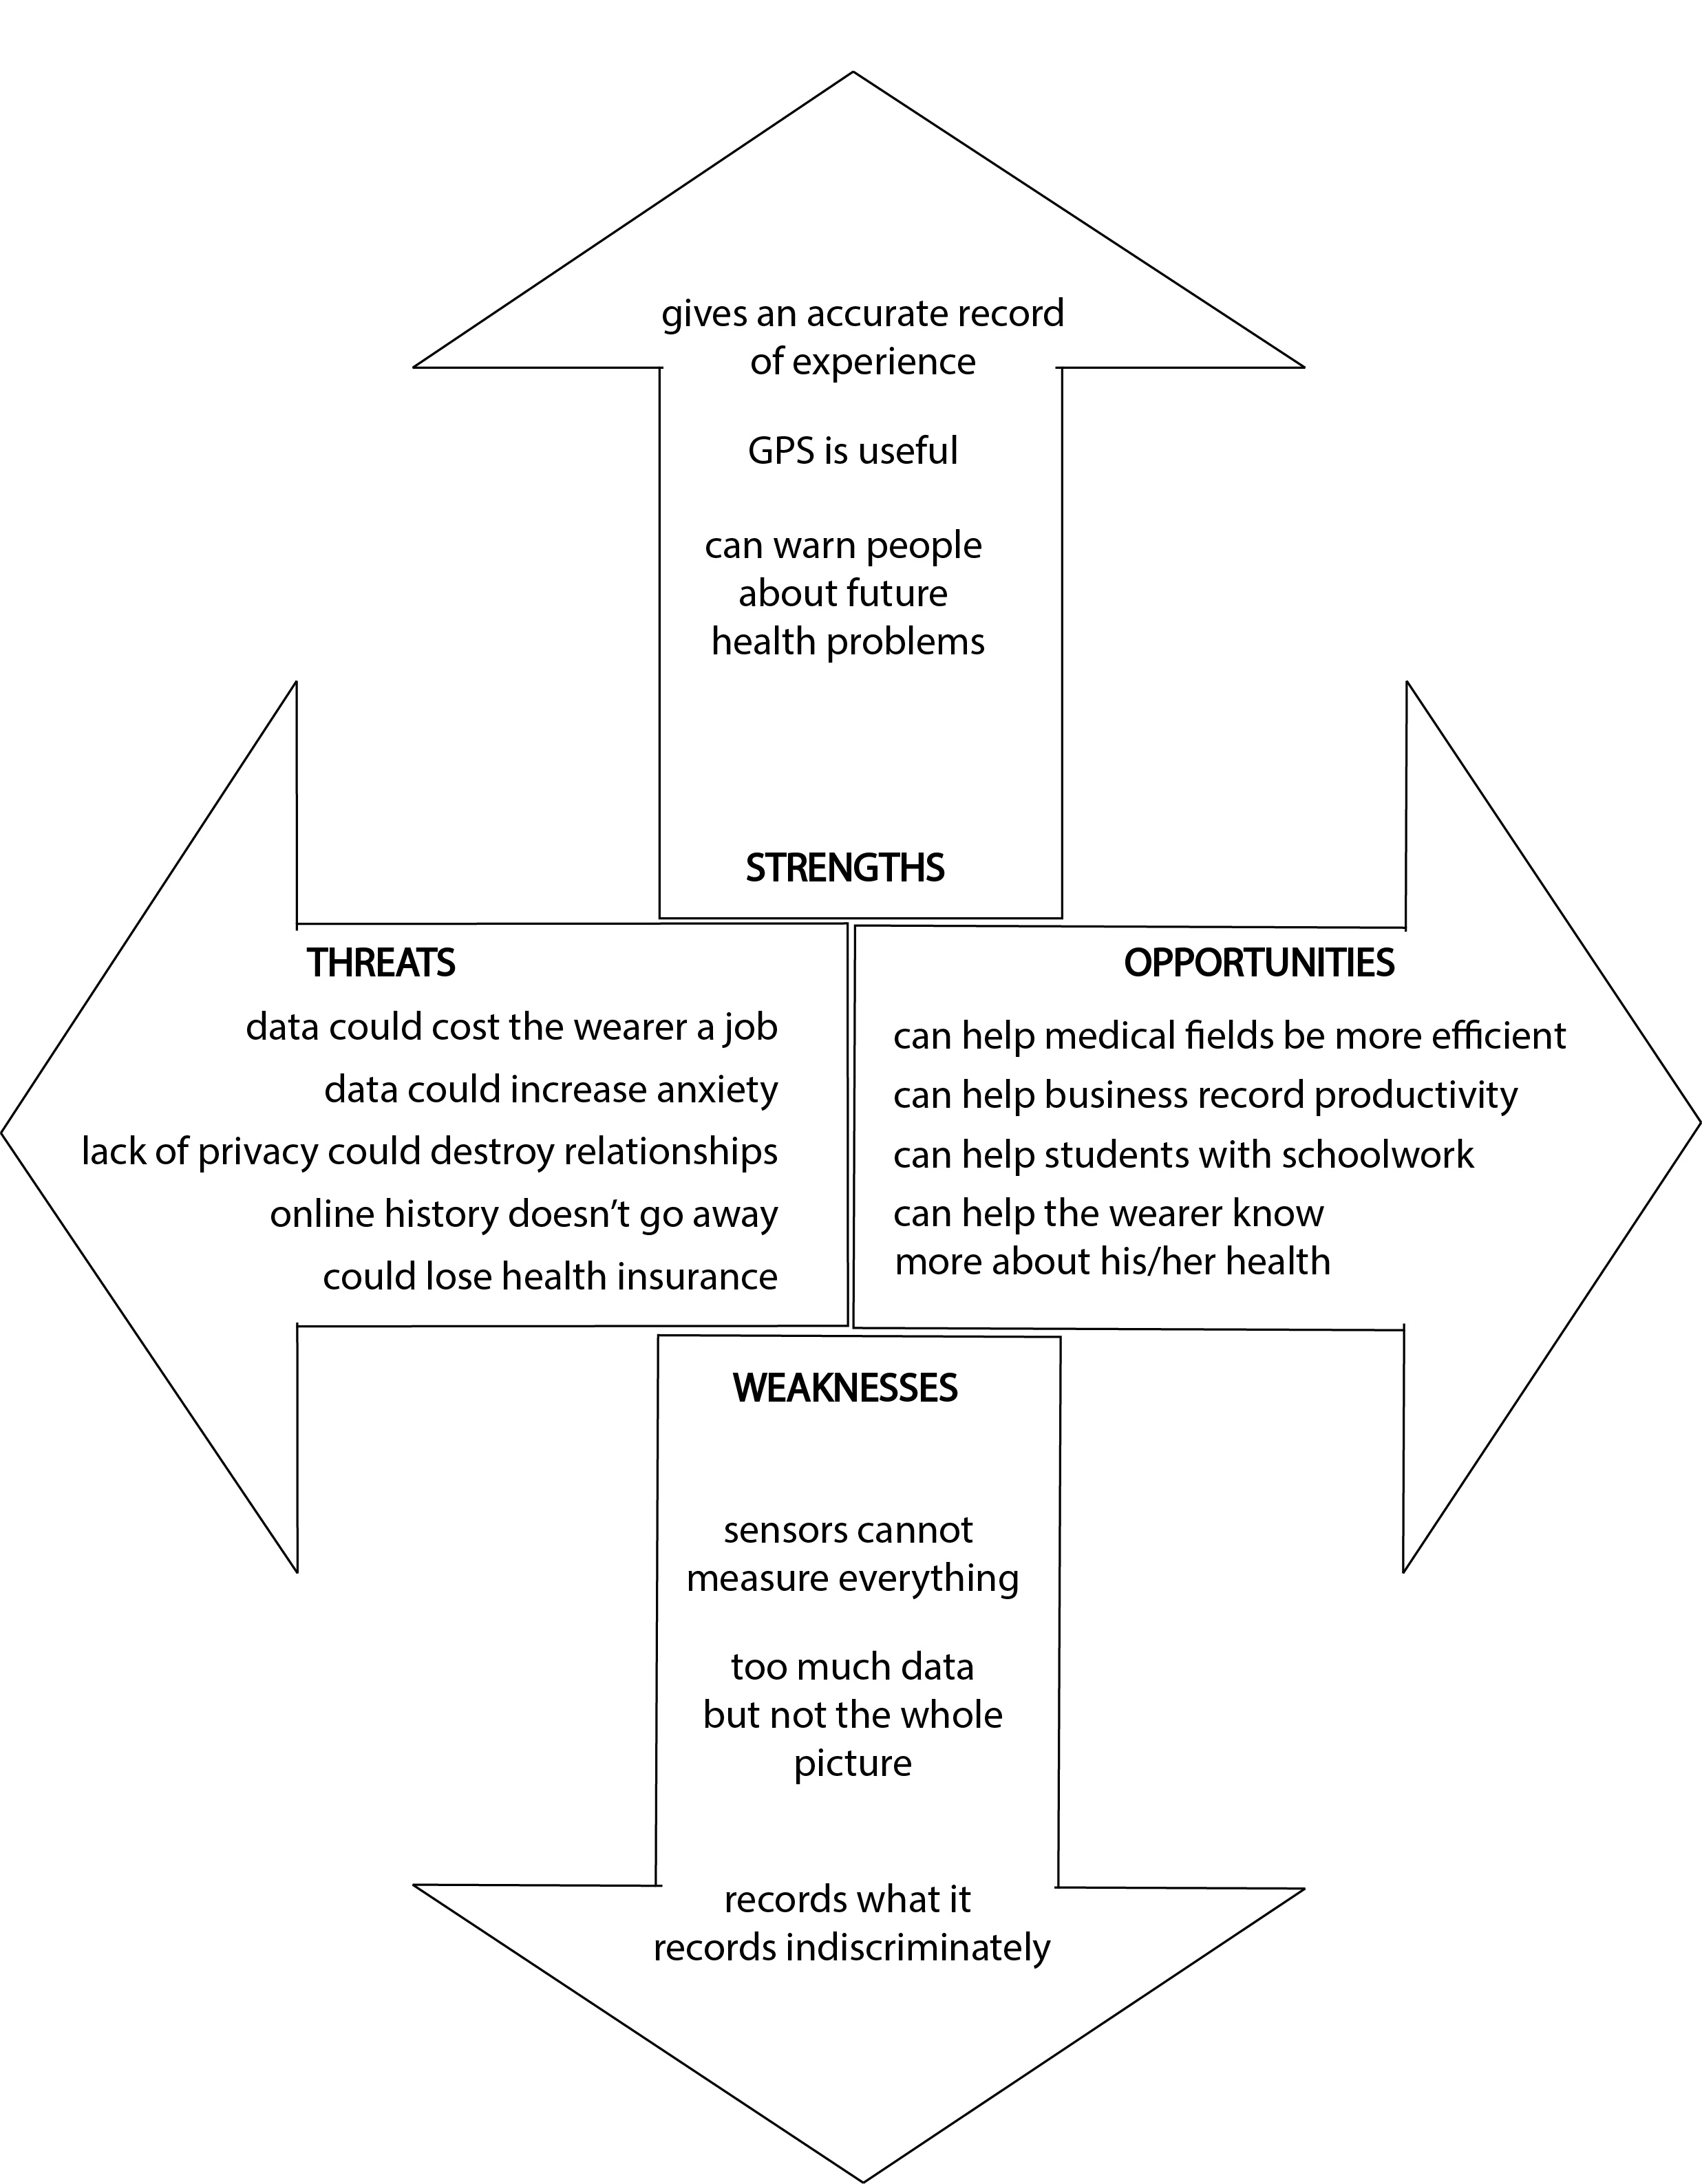 gives an accurate record
of experience
GPS is useful
can warn people
about future
health problems
STRENGTHS
THREATS
data could cost the wearer a job
data could increase anxiety
lack of privacy could destroy relationships
online history doesn’t go away
could lose health insurance
OPPORTUNITIES
can help medical fields be more efficient
can help business record productivity
can help students with schoolwork
can help the wearer know
more about his/her health
WEAKNESSES
sensors cannot
measure everything
too much data
but not the whole
picture
records what it
records indiscriminately